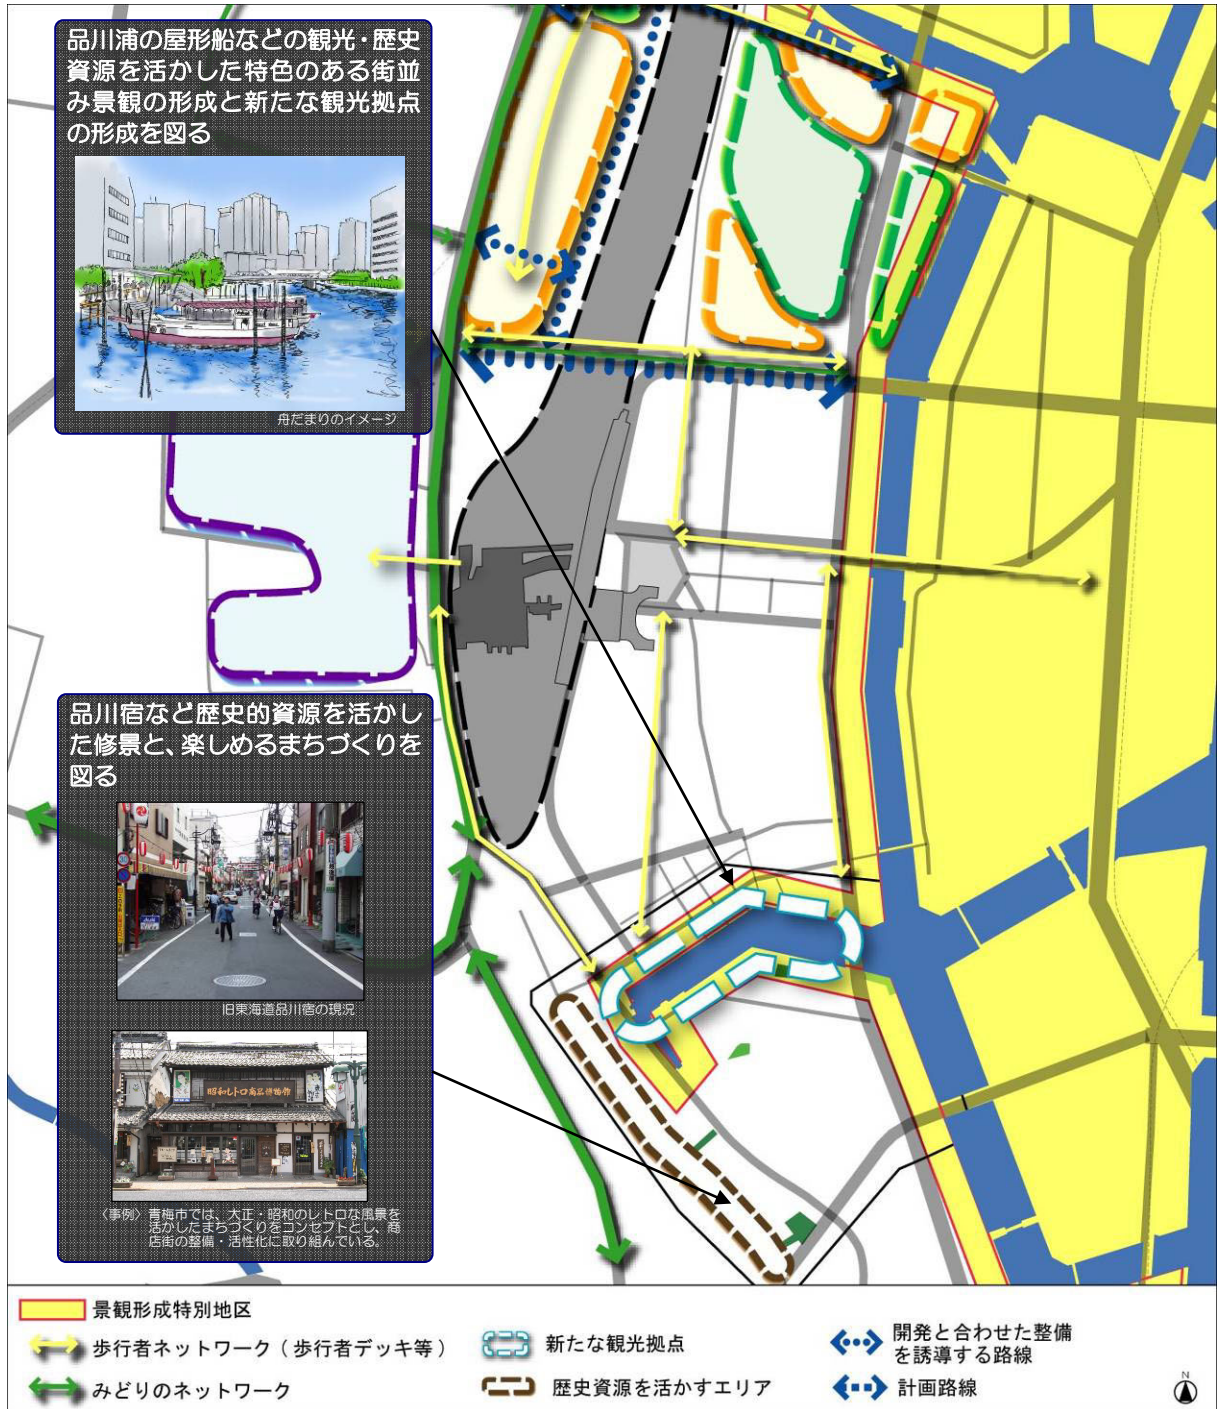 品川浦の屋形船などの観光・歴史
資源を活かした特色のある街並
み景観の形成と新たな観光拠点
の形成を図る
舟だまりのイメージ
品川宿など歴史的資源を活かし
た修景と、楽しめるまちづくりを
図る
旧東海道品川宿の現況
昭和レトロ商品博物館
〈事例〉青梅市では、大正・昭和のレトロな風景を
活かしたまちづくりをコンセプトとし、商
店街の整備・活性化に取り組んでいる。
景観形成特別地区
歩行者ネットワーク（歩行者デッキ等）
みどりのネットワーク
新たな観光拠点
歴史資源を活かすエリア
開発と合わせた整備
を誘導する路線
計画路線
N